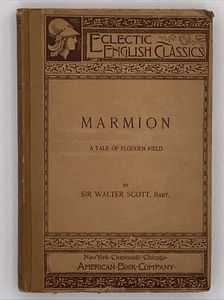 ECLECTIC
ENGLISH CLASSICS
MARMION
A TALE OF FLODDEN FIELD
BY
SIR WALTER SCOTT, BART.
New York · Cincinnati · Chicago
AMERICAN · BOOK · COMPANY